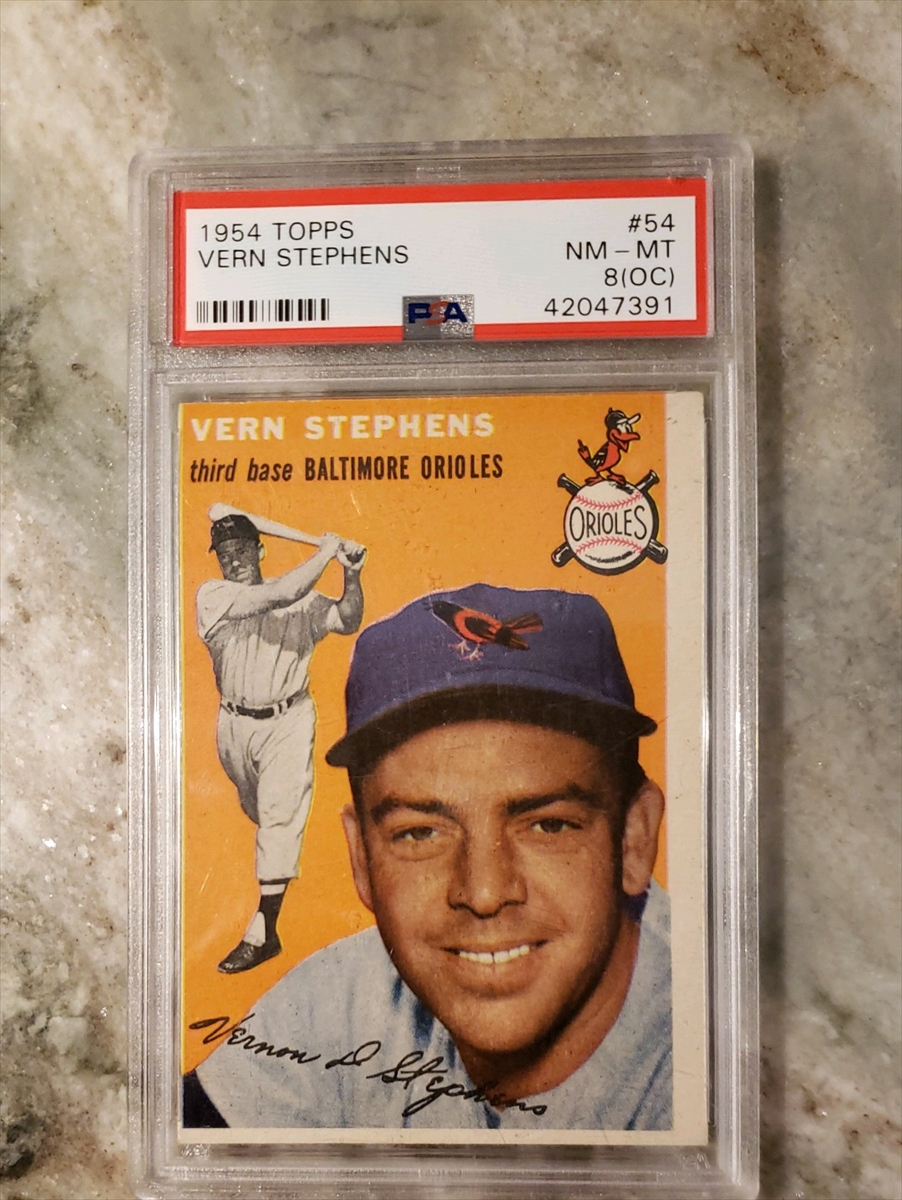 1954 TOPPS #54
VERN STEPHENS NM – MT
8(OC)
PSA 42047391
VERN STEPHENS
third base BALTIMORE ORIOLES
ORIOLES
Vernon D Stephens